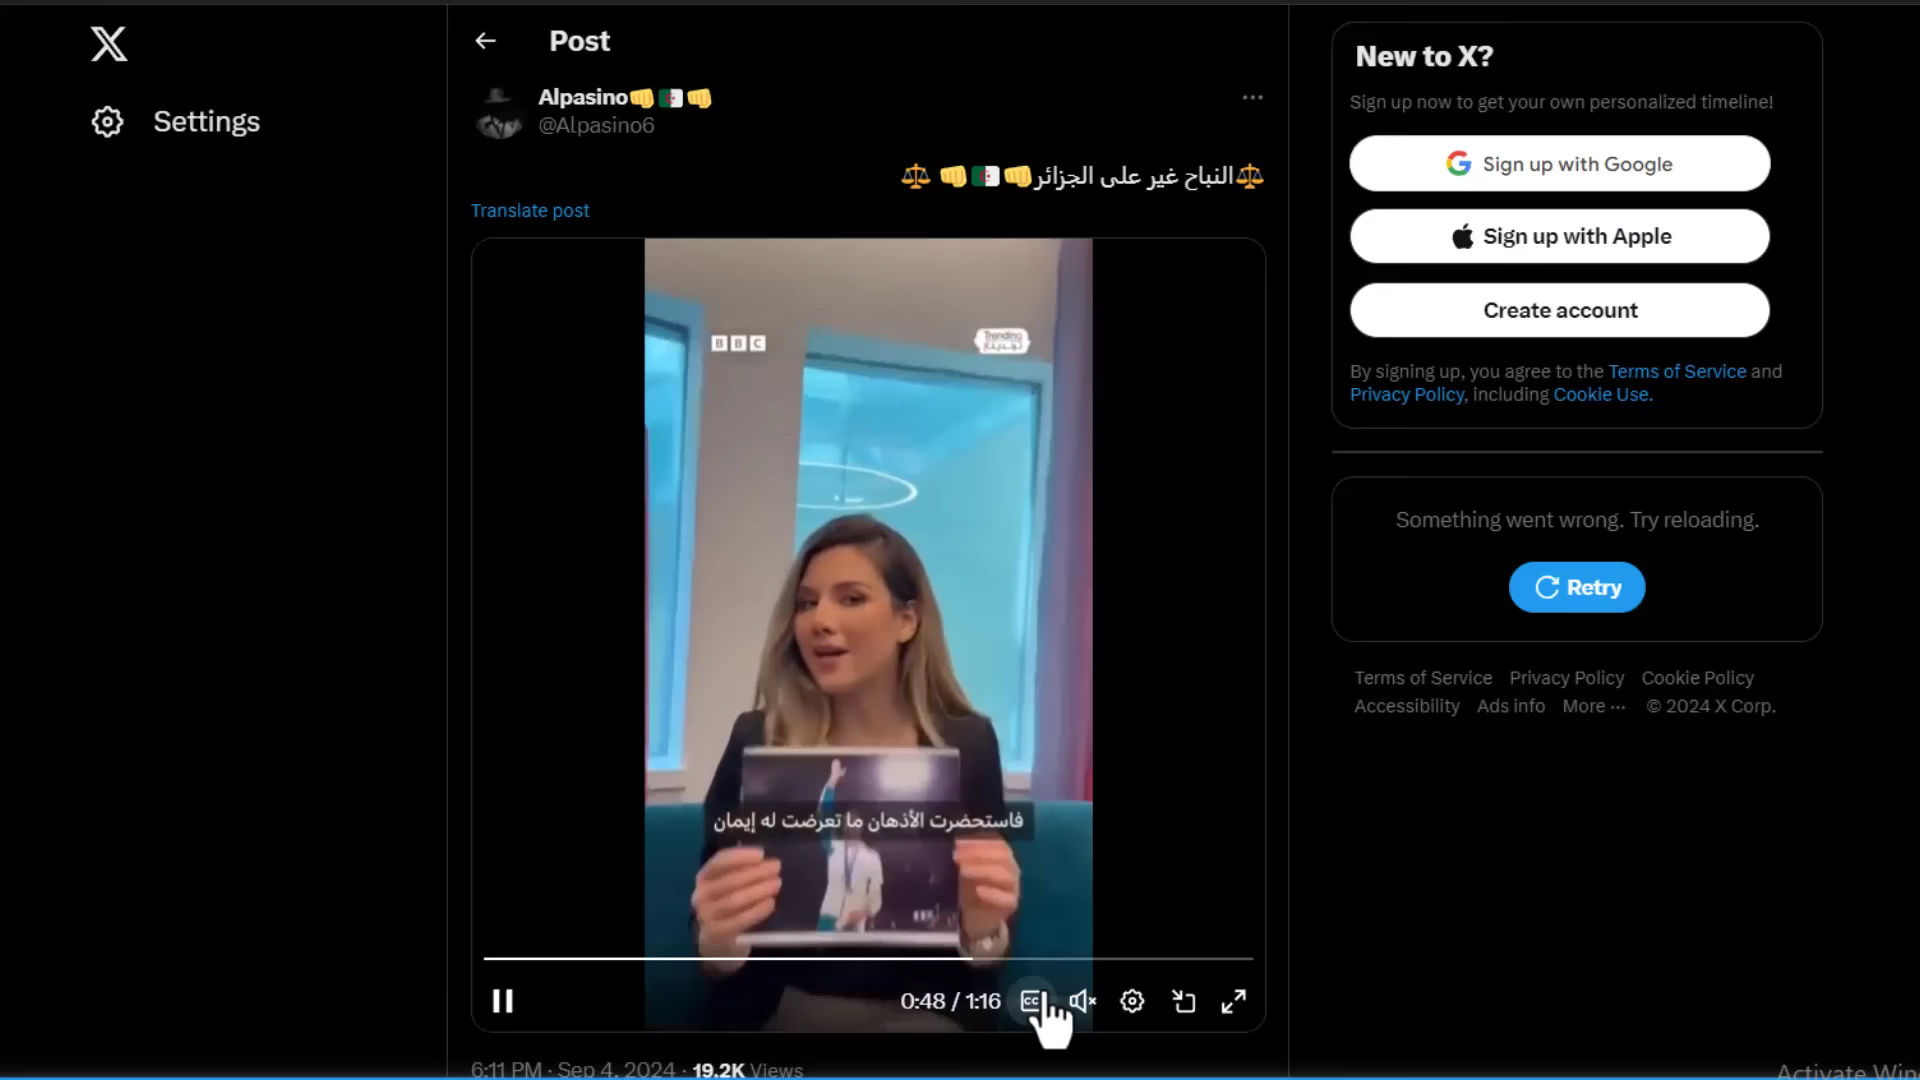 Post
Settings
Alpasino
@Alpasino6
النباح غير على الجزائر
Translate post
BBC
Trending
ترندينغ
فاستحضرت الأذهان ما تعرضت له إيمان
0:48 / 1:16
6:11 PM · Sep 4, 2024 · 19.2K Views
New to X?
Sign up now to get your own personalized timeline!
Sign up with Google
Sign up with Apple
Create account
By signing up, you agree to the Terms of Service and
Privacy Policy, including Cookie Use.
Something went wrong. Try reloading.
Retry
Terms of Service Privacy Policy Cookie Policy
Accessibility Ads info More ··· © 2024 X Corp.